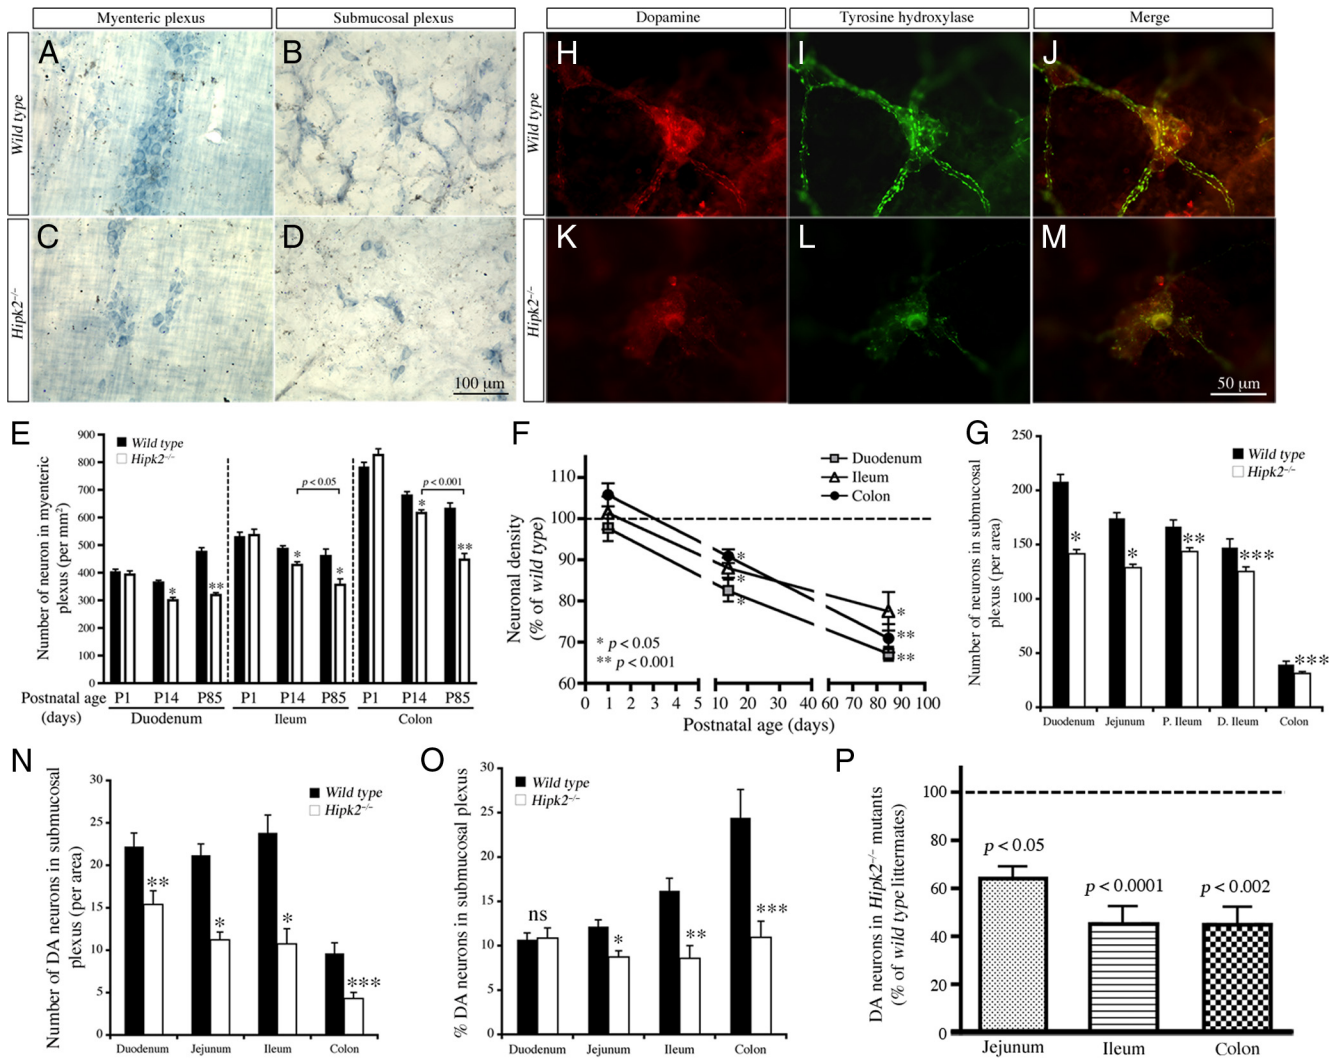 Myenteric plexus
Submucosal plexus
Dopamine
Tyrosine hydroxylase
Merge
Wild type
A
B
Wild type
H
I
J
Hipk2−/−
C
D
100 µm
Hipk2−/−
K
L
M
50 µm
E
Number of neuron in myenteric
plexus (per mm2)
900
800
700
600
500
400
300
200
100
0
Wild type
Hipk2−/−
p < 0.05
p < 0.001
*
**
*
*
*
**
Postnatal age
(days)
P1 P14 P85 P1 P14 P85 P1 P14 P85
Duodenum Ileum Colon
F
Neuronal density
(% of wild type)
110
100
90
80
70
60
Duodenum
Ileum
Colon
*
*
*
*
**
**
* p < 0.05
** p < 0.001
0 1 2 3 4 5 10 20 30 40 60 70 80 90 100
Postnatal age (days)
G
Number of neurons in submucosal
plexus (per area)
250
200
150
100
50
0
Wild type
Hipk2−/−
*
*
**
***
***
Duodenum Jejunum P. Ileum D. Ileum Colon
N
Number of DA neurons in submucosal
plexus (per area)
30
25
20
15
10
5
0
Wild type
Hipk2−/−
**
*
*
***
Duodenum Jejunum Ileum Colon
O
% DA neurons in submucosal plexus
30
25
20
15
10
5
0
Wild type
Hipk2−/−
ns
*
**
***
Duodenum Jejunum Ileum Colon
P
DA neurons in Hipk2−/− mutants
(% of wild type littermates)
100
80
60
40
20
0
p < 0.05
p < 0.0001
p < 0.002
Jejunum Ileum Colon